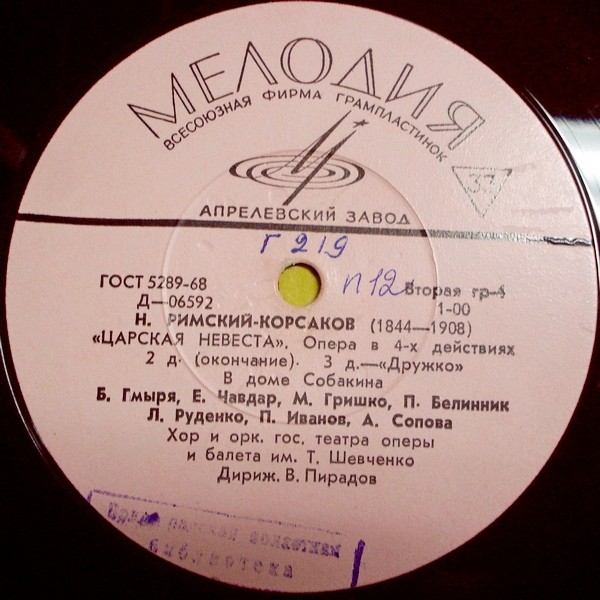 МЕЛОДИЯ
ВСЕСОЮЗНАЯ ФИРМА ГРАМПЛАСТИНОК
33
АПРЕЛЕВСКИЙ ЗАВОД
Г 219
п12
ГОСТ 5289-68
Вторая гр-
Д—06592
1-00
Н. РИМСКИЙ-КОРСАКОВ (1844—1908)
«ЦАРСКАЯ НЕВЕСТА». Опера в 4-х действиях
2 д. (окончание). 3 д.—«Дружко»
В доме Собакина
Б. Гмыря, Е. Чавдар, М. Гришко, П. Белинник
Л. Руденко, П. Иванов, А. Сопова
Хор и орк. гос. театра оперы
и балета им. Т. Шевченко
Дириж. В. Пирадов
библиотека